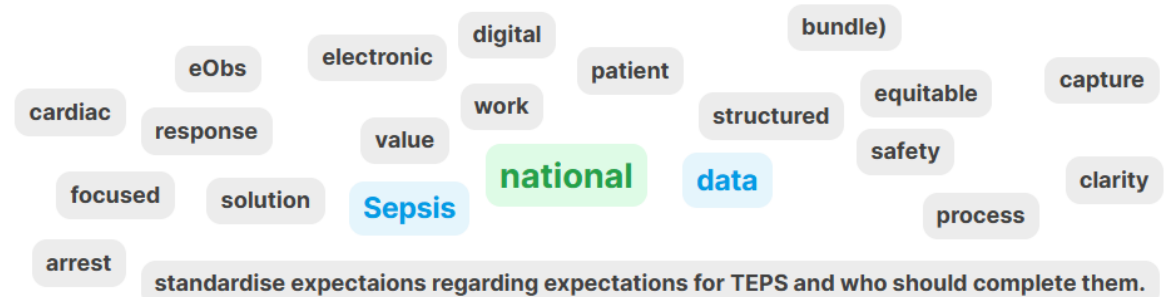 digital
bundle)
electronic
eObs
patient
capture
equitable
work
cardiac
structured
response
value
safety
national
data
clarity
focused
solution
Sepsis
process
arrest
standardise expectaions regarding expectations for TEPS and who should complete them.